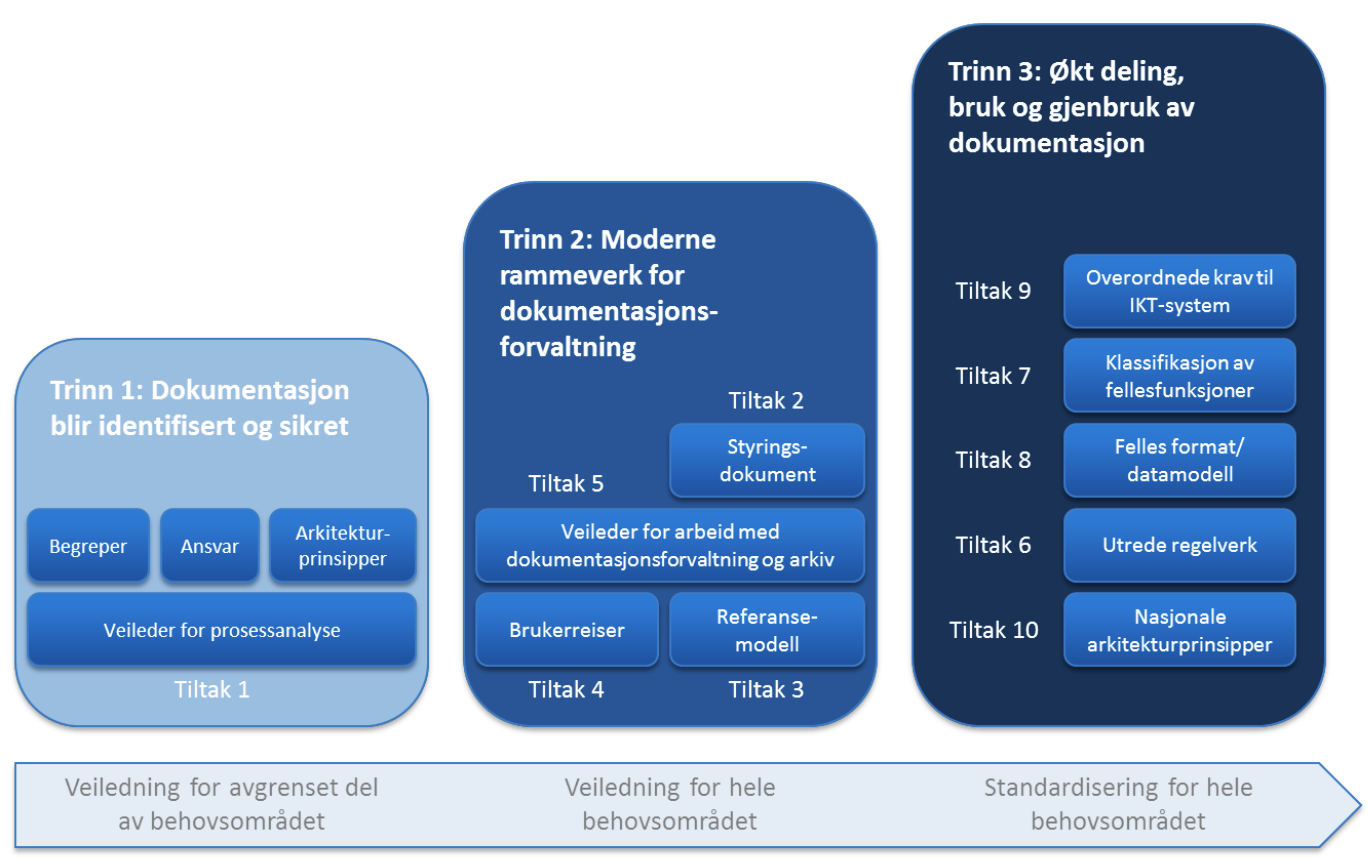 Trinn 1: Dokumentasjon
blir identifisert og sikret
Begreper
Ansvar
Arkitektur-
prinsipper
Veileder for prosessanalyse
Tiltak 1
Trinn 2: Moderne
rammeverk for
dokumentasjons-
forvaltning
Tiltak 2
Styrings-
dokument
Tiltak 5
Veileder for arbeid med
dokumentasjonsforvaltning og arkiv
Brukerreiser
Referanse-
modell
Tiltak 4
Tiltak 3
Trinn 3: Økt deling,
bruk og gjenbruk av
dokumentasjon
Tiltak 9
Overordnede krav til
IKT-system
Tiltak 7
Klassifikasjon av
fellesfunksjoner
Tiltak 8
Felles format/
datamodell
Tiltak 6
Utrede regelverk
Tiltak 10
Nasjonale
arkitekturprinsipper
Veiledning for avgrenset del
av behovsområdet
Veiledning for hele
behovsområdet
Standardisering for hele
behovsområdet